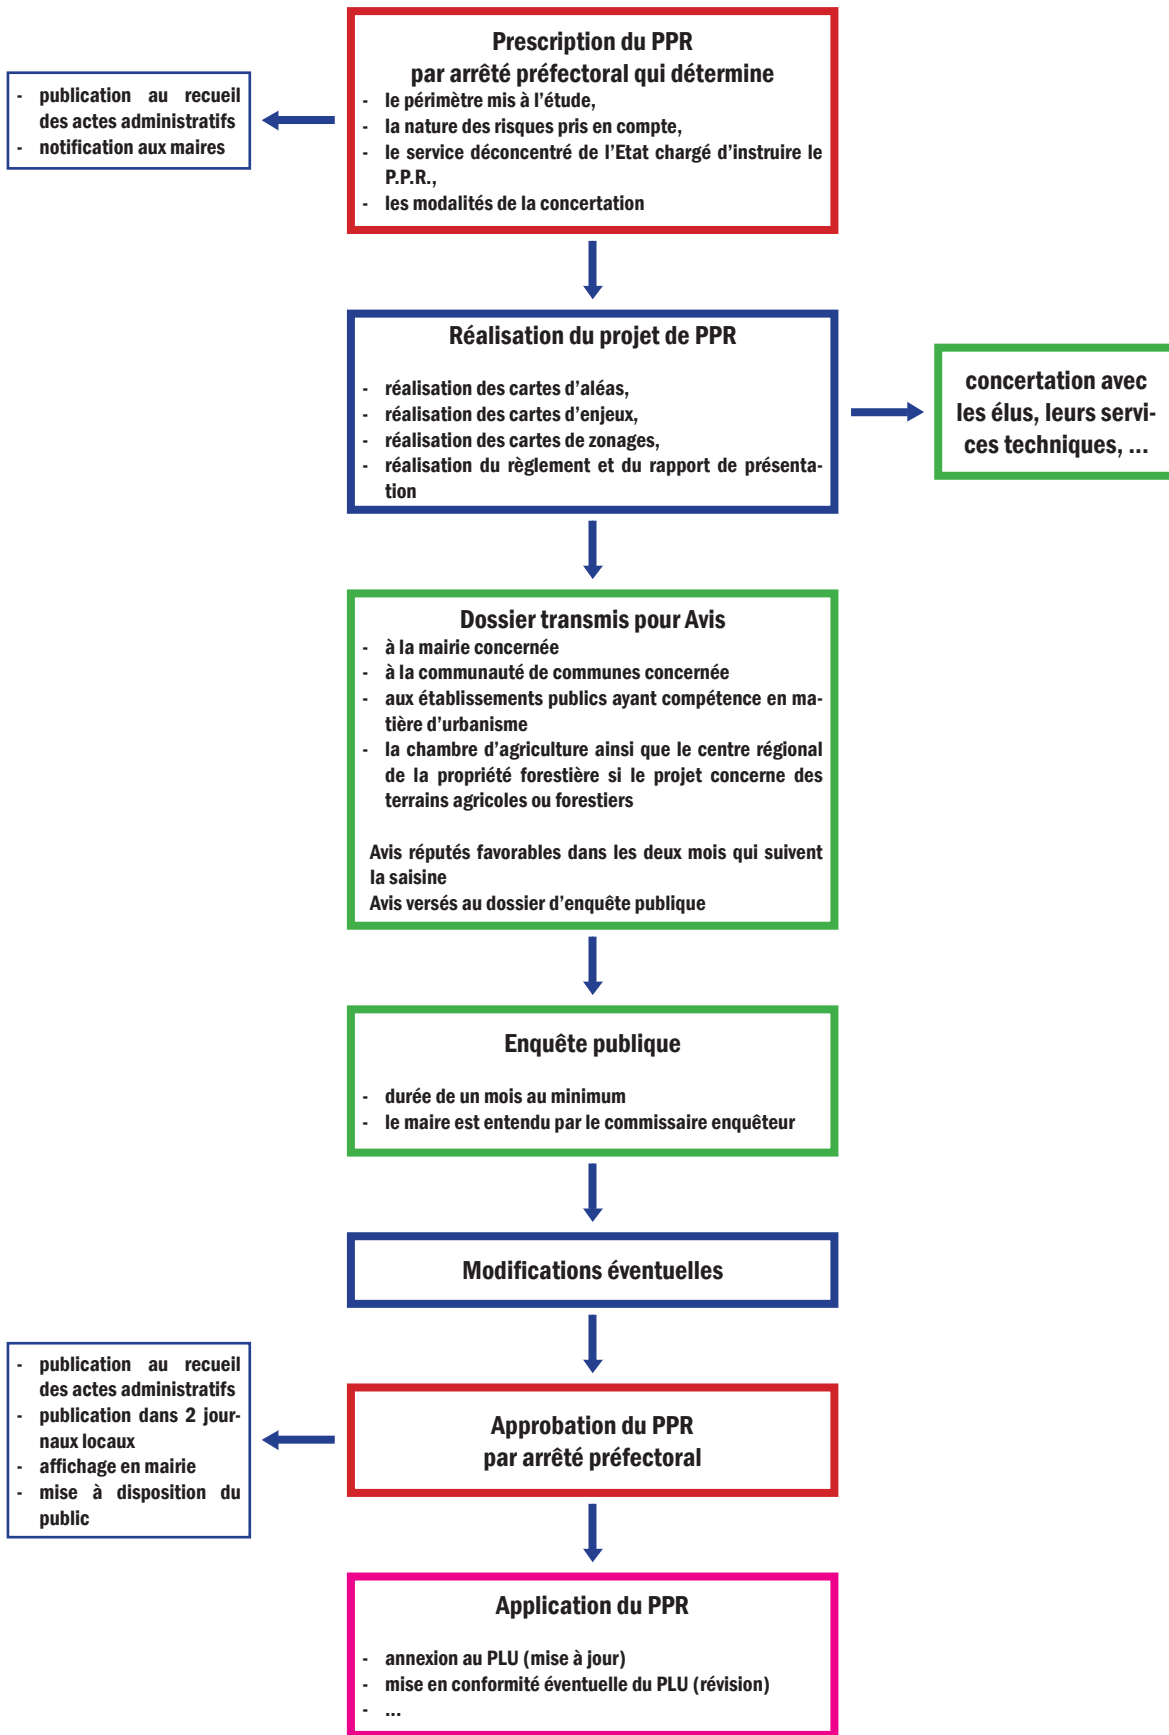 Prescription du PPR
par arrêté préfectoral qui détermine
- le périmètre mis à l'étude,
- la nature des risques pris en compte,
- le service déconcentré de l'Etat chargé d'instruire le
P.P.R.,
- les modalités de la concertation
- publication au recueil
des actes administratifs
- notification aux maires
Réalisation du projet de PPR
- réalisation des cartes d'aléas,
- réalisation des cartes d'enjeux,
- réalisation des cartes de zonages,
- réalisation du règlement et du rapport de présenta-
tion
concertation avec
les élus, leurs servi-
ces techniques, ...
Dossier transmis pour Avis
- à la mairie concernée
- à la communauté de communes concernée
- aux établissements publics ayant compétence en ma-
tière d'urbanisme
- la chambre d'agriculture ainsi que le centre régional
de la propriété forestière si le projet concerne des
terrains agricoles ou forestiers
Avis réputés favorables dans les deux mois qui suivent
la saisine
Avis versés au dossier d'enquête publique
Enquête publique
- durée de un mois au minimum
- le maire est entendu par le commissaire enquêteur
Modifications éventuelles
Approbation du PPR
par arrêté préfectoral
- publication au recueil
des actes administratifs
- publication dans 2 jour-
naux locaux
- affichage en mairie
- mise à disposition du
public
Application du PPR
- annexion au PLU (mise à jour)
- mise en conformité éventuelle du PLU (révision)
- ...